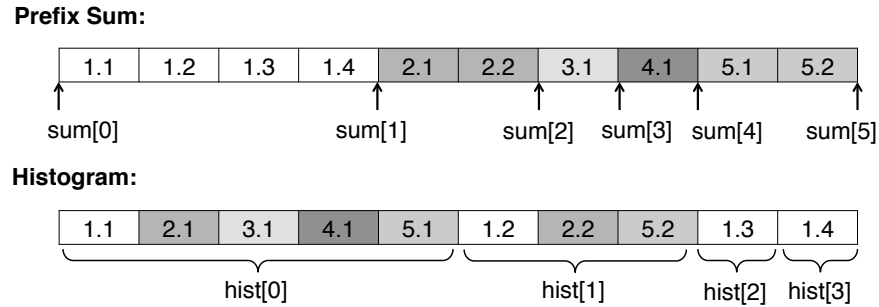 Prefix Sum:
1.1 1.2 1.3 1.4 2.1 2.2 3.1 4.1 5.1 5.2
sum[0] sum[1] sum[2] sum[3] sum[4] sum[5]
Histogram:
1.1 2.1 3.1 4.1 5.1 1.2 2.2 5.2 1.3 1.4
hist[0] hist[1] hist[2] hist[3]